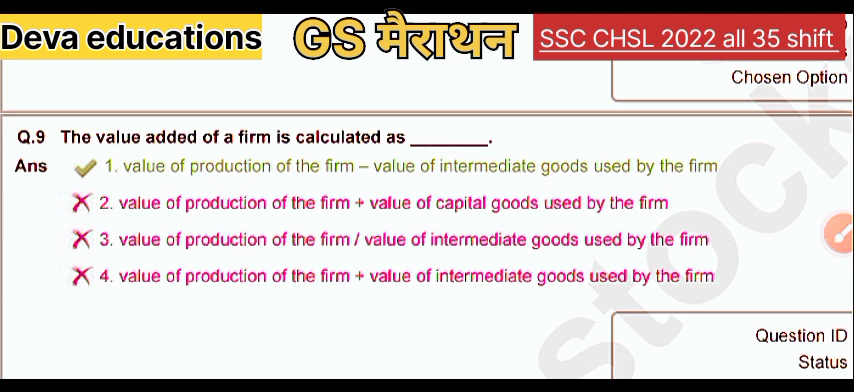 Deva educations GS मैराथन SSC CHSL 2022 all 35 shift
Chosen Option
Q.9 The value added of a firm is calculated as ________.
Ans 1. value of production of the firm – value of intermediate goods used by the firm
2. value of production of the firm + value of capital goods used by the firm
3. value of production of the firm / value of intermediate goods used by the firm
4. value of production of the firm + value of intermediate goods used by the firm
stock
Question ID
Status